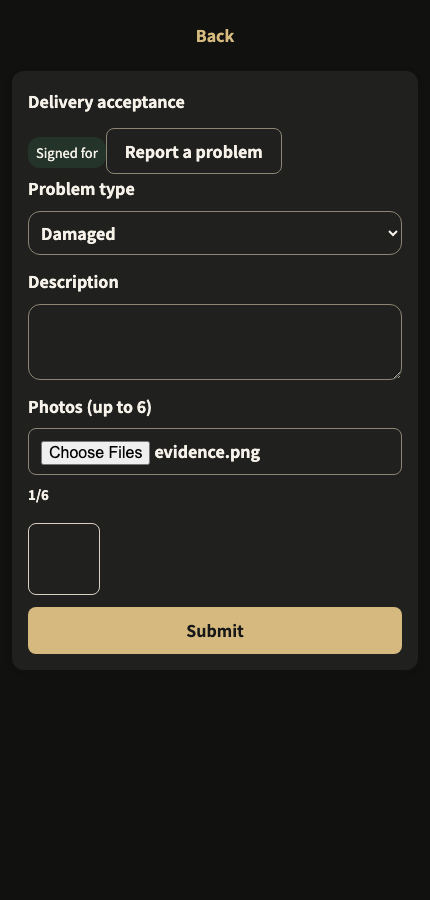 Back
Delivery acceptance
Signed for
Report a problem
Problem type
Damaged
Description
Photos (up to 6)
Choose Files evidence.png
1/6
Submit